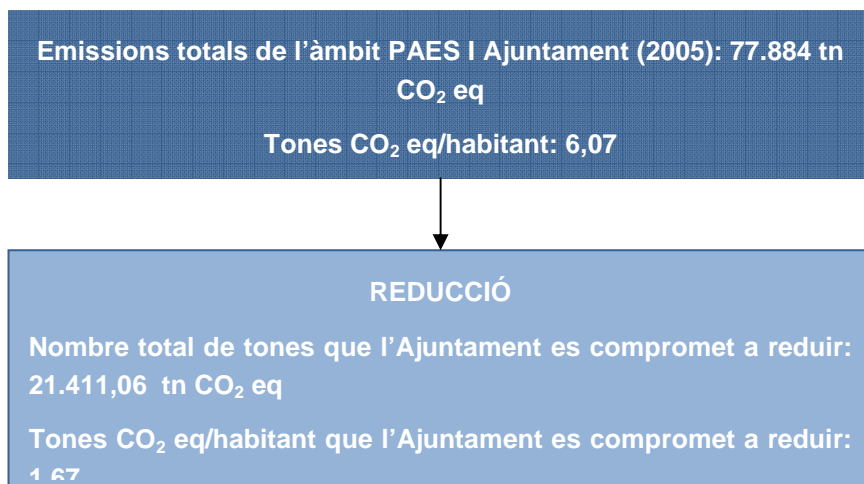 Emissions totals de l’àmbit PAES I Ajuntament (2005): 77.884 tn
CO₂ eq
Tones CO₂ eq/habitant: 6,07
REDUCCIÓ
Nombre total de tones que l’Ajuntament es compromet a reduir:
21.411,06 tn CO₂ eq
Tones CO₂ eq/habitant que l’Ajuntament es compromet a reduir:
1,67